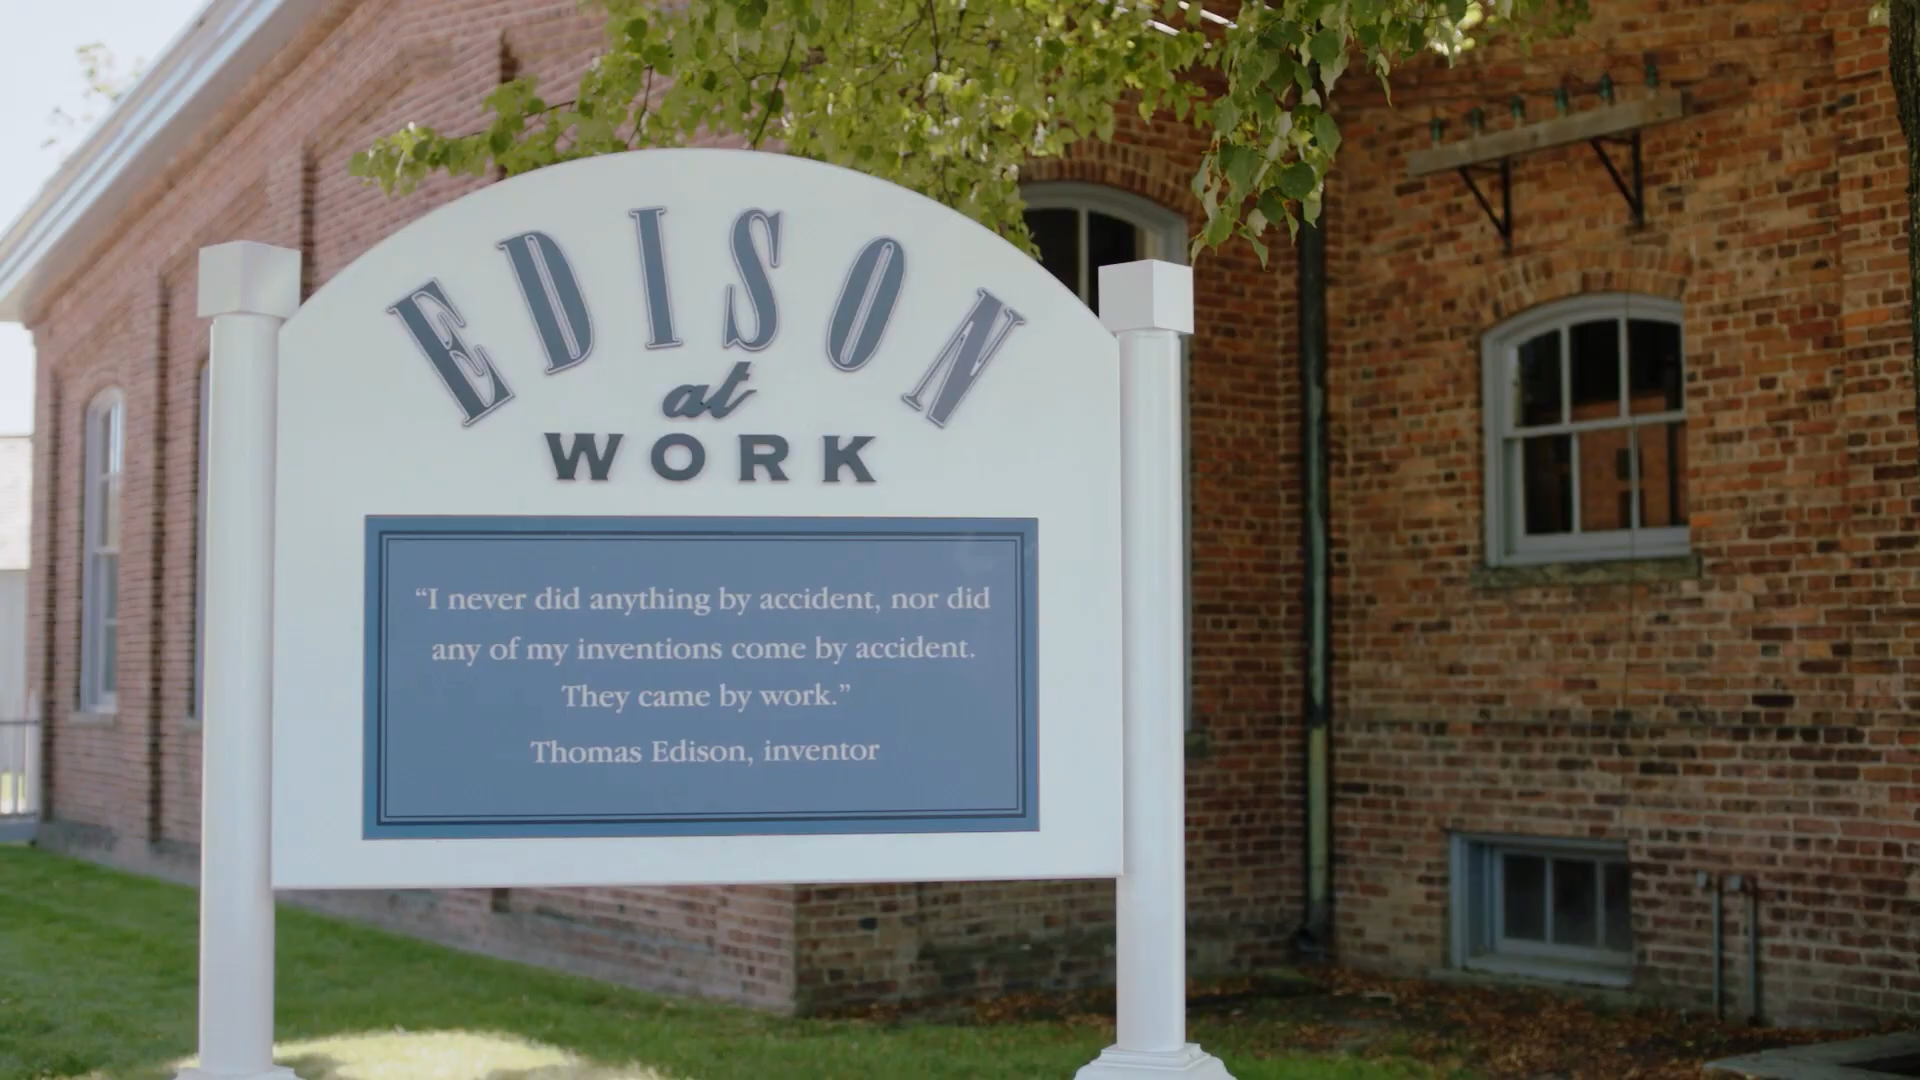 EDISON
at
WORK
“I never did anything by accident, nor did
any of my inventions come by accident.
They came by work.”
Thomas Edison, inventor